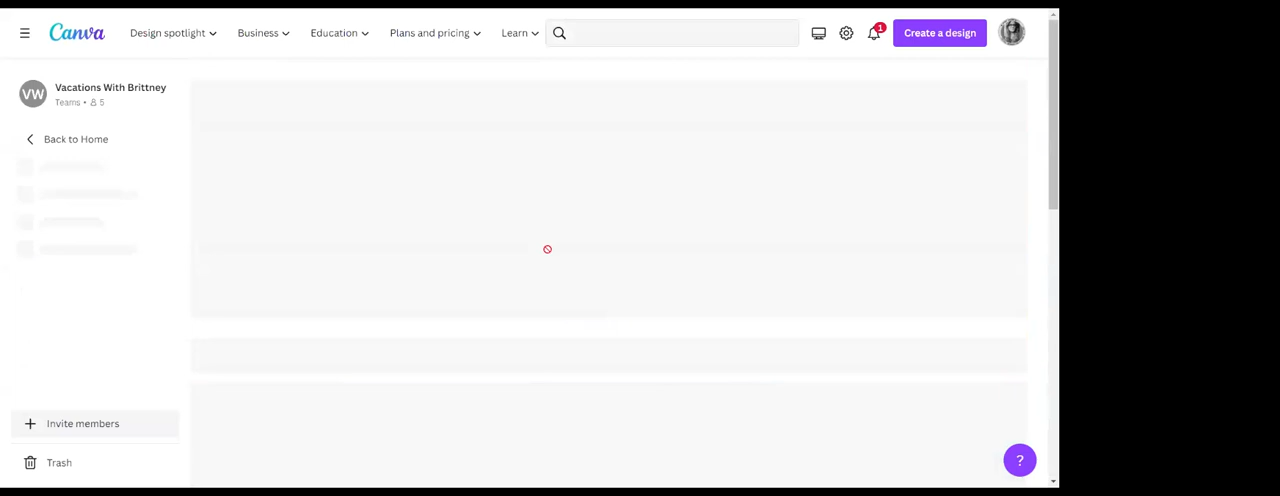 Canva
Design spotlight
Business
Education
Plans and pricing
Learn
1
Create a design
VW
Vacations With Brittney
Teams • 5
Back to Home
Invite members
Trash
?